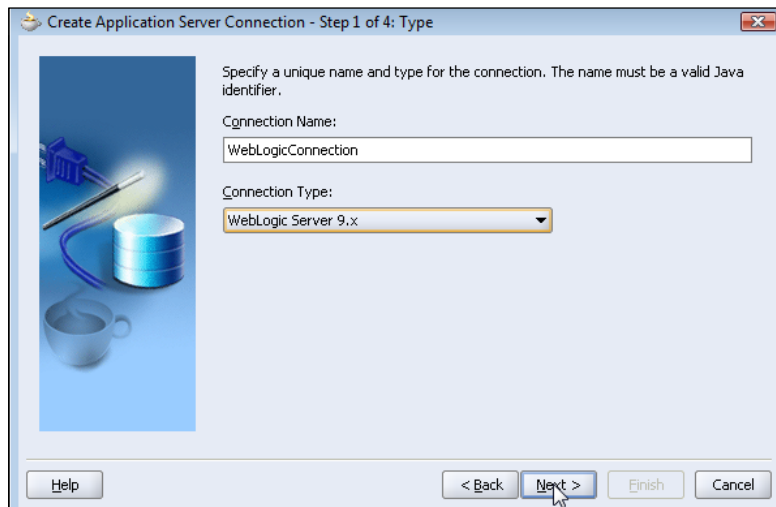 Create Application Server Connection - Step 1 of 4: Type
Specify a unique name and type for the connection. The name must be a valid Java
identifier.
Connection Name:
WebLogicConnection
Connection Type:
WebLogic Server 9.x
Help
< Back
Next >
Finish
Cancel